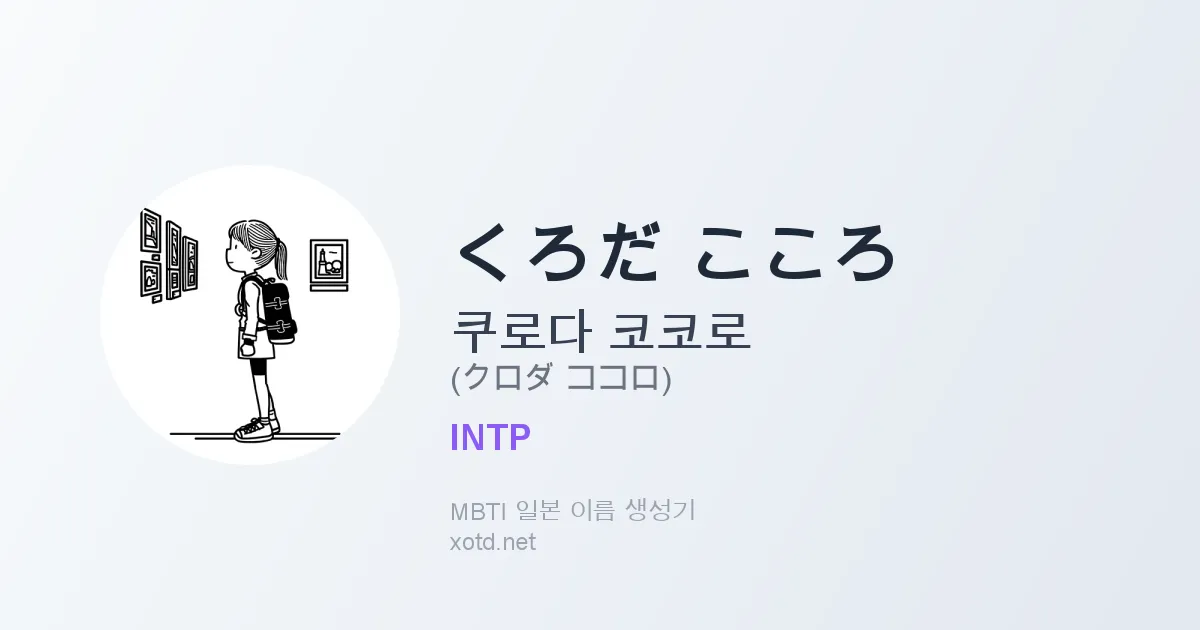 くろだ こころ
쿠로다 코코로
(クロダ ココロ)
INTP
MBTI 일본 이름 생성기
xotd.net